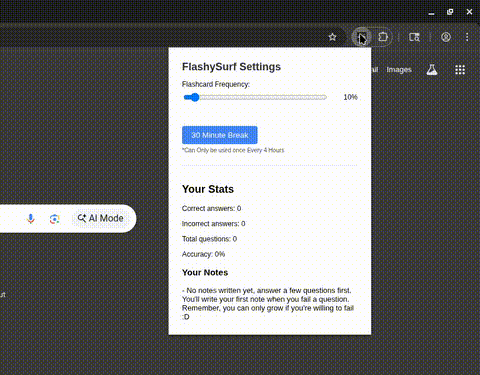 FlashySurf Settings
Flashcard Frequency:
10%
Images
30 Minute Break
*Can Only be used once Every 4 Hours
Your Stats
Correct answers: 0
AI Mode
Incorrect answers: 0
Total questions: 0
Accuracy: 0%
Your Notes
- No notes written yet, answer a few questions first.
You'll write your first note when you fail a question.
Remember, you can only grow if you're willing to fail
:D